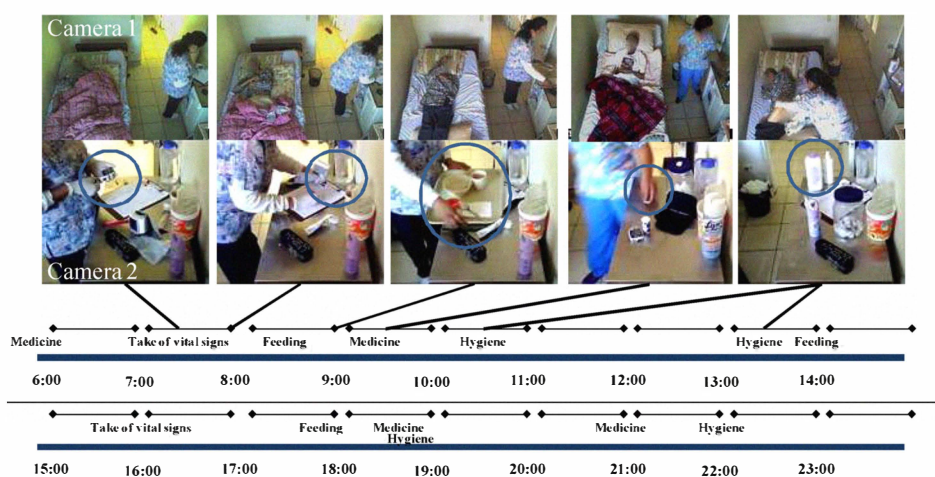 Camera 1
Camera 2
Medicine Take of vital signs Feeding Medicine Hygiene Hygiene Feeding
6:00 7:00 8:00 9:00 10:00 11:00 12:00 13:00 14:00
Take of vital signs Feeding Medicine Medicine Hygiene
Hygiene
15:00 16:00 17:00 18:00 19:00 20:00 21:00 22:00 23:00